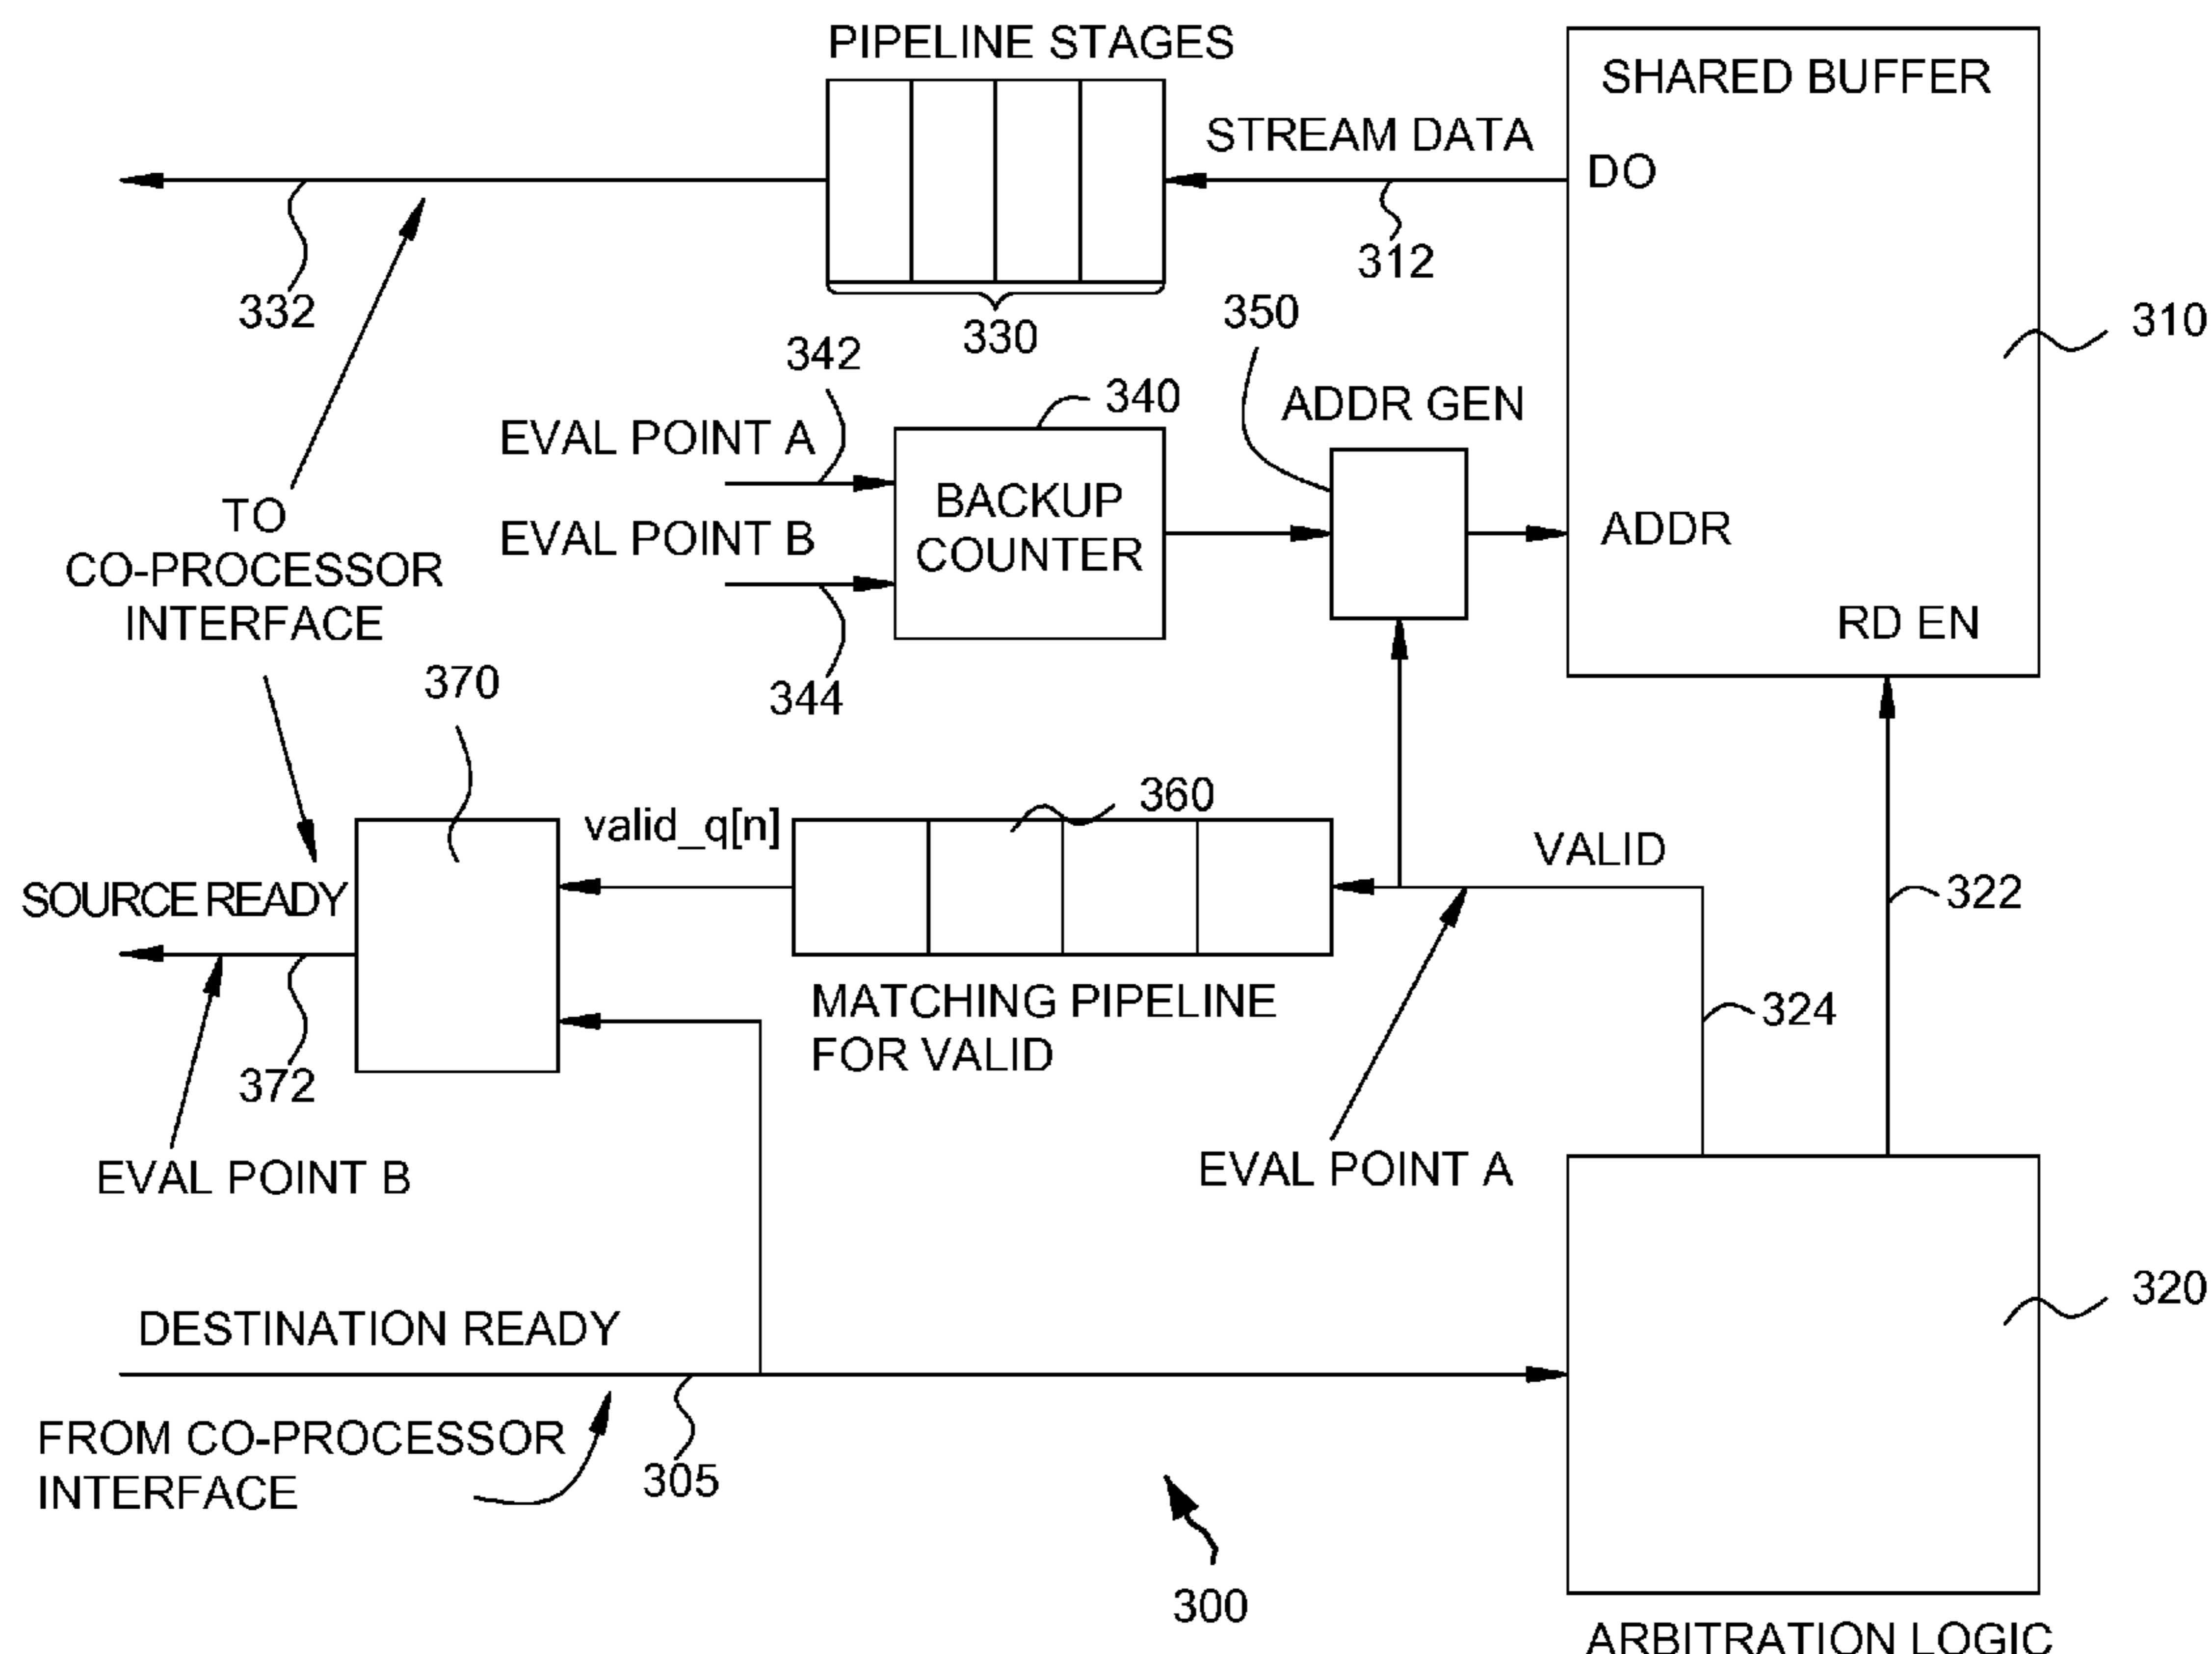 PIPELINE STAGES
SHARED BUFFER
STREAM DATA
DO
312
332
330
350
310
342
340
ADDR GEN
EVAL POINT A
BACKUP
COUNTER
EVAL POINT B
ADDR
TO
CO-PROCESSOR
INTERFACE
RD EN
344
370
360
valid_q[n]
VALID
SOURCE READY
322
MATCHING PIPELINE
FOR VALID
324
372
EVAL POINT B
EVAL POINT A
320
DESTINATION READY
FROM CO-PROCESSOR
INTERFACE
305
300
ARBITRATION LOGIC